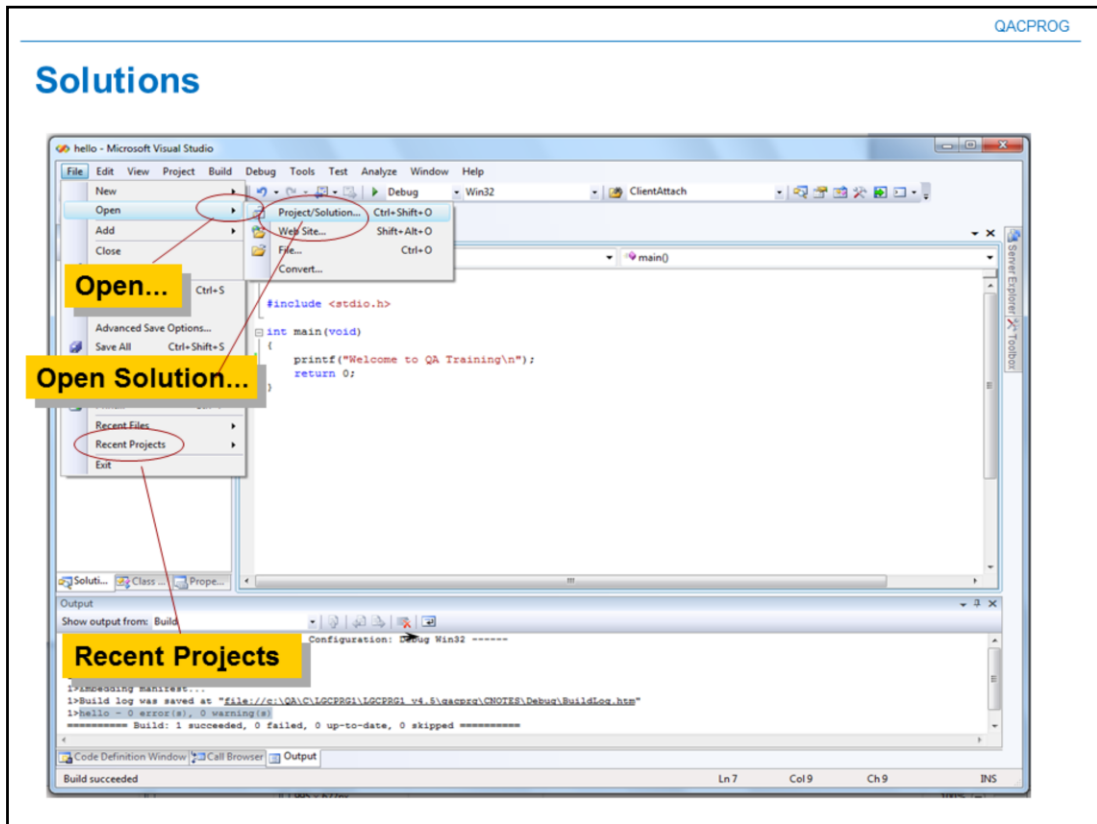 QACPROG
Solutions
hello - Microsoft Visual Studio
File Edit View Project Build Debug Tools Test Analyze Window Help
New Debug Win32 ClientAttach
Open Project/Solution... Ctrl+Shift+O
Add Web Site... Shift+Alt+O
Close File... Ctrl+O main()
Convert...
Open...
Ctrl+S
#include <stdio.h>
Advanced Save Options...
int main(void)
Save All Ctrl+Shift+S
{
printf("Welcome to QA Training\n");
return 0;
}
Open Solution...
Recent Files
Recent Projects
Exit
Server Explorer
Toolbox
Soluti... Class ... Prope...
Output
Show output from: Build
Configuration: Debug Win32 ------
Recent Projects
1>Embedding manifest...
1>Build log was saved at "file://c:\QA\C\LGCPRG1\LGCPRG1 v4.5\qacprg\CNOTES\Debug\BuildLog.htm"
1>hello - 0 error(s), 0 warning(s)
========== Build: 1 succeeded, 0 failed, 0 up-to-date, 0 skipped ==========
Code Definition Window Call Browser Output
Build succeeded Ln 7 Col 9 Ch 9 INS